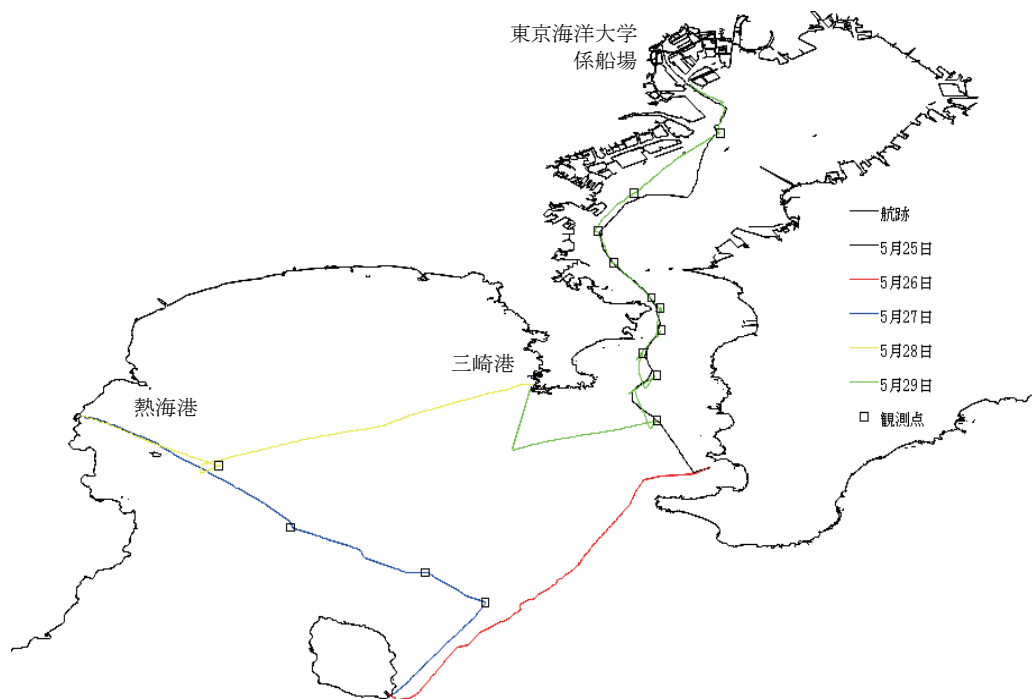 東京海洋大学
係船場
三崎港
熱海港
航跡
5月25日
5月26日
5月27日
5月28日
5月29日
観測点